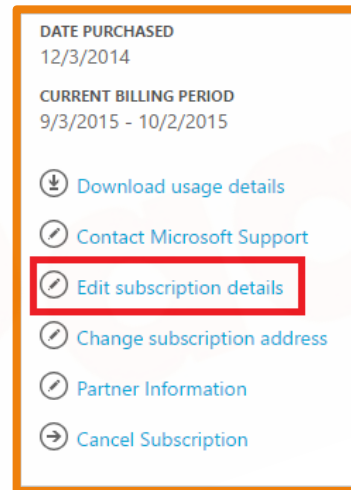 DATE PURCHASED
12/3/2014
CURRENT BILLING PERIOD
9/3/2015 - 10/2/2015
Download usage details
Contact Microsoft Support
Edit subscription details
Change subscription address
Partner Information
Cancel Subscription